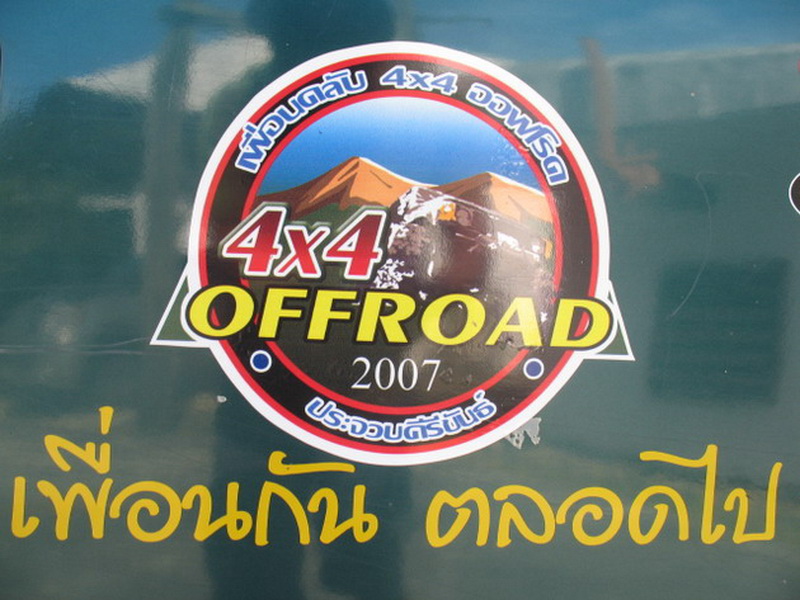 เพื่อนคลับ 4x4 ออฟโรด
4x4
OFFROAD
2007
ประจวบคีรีขันธ์
เพื่อนกัน ตลอดไป